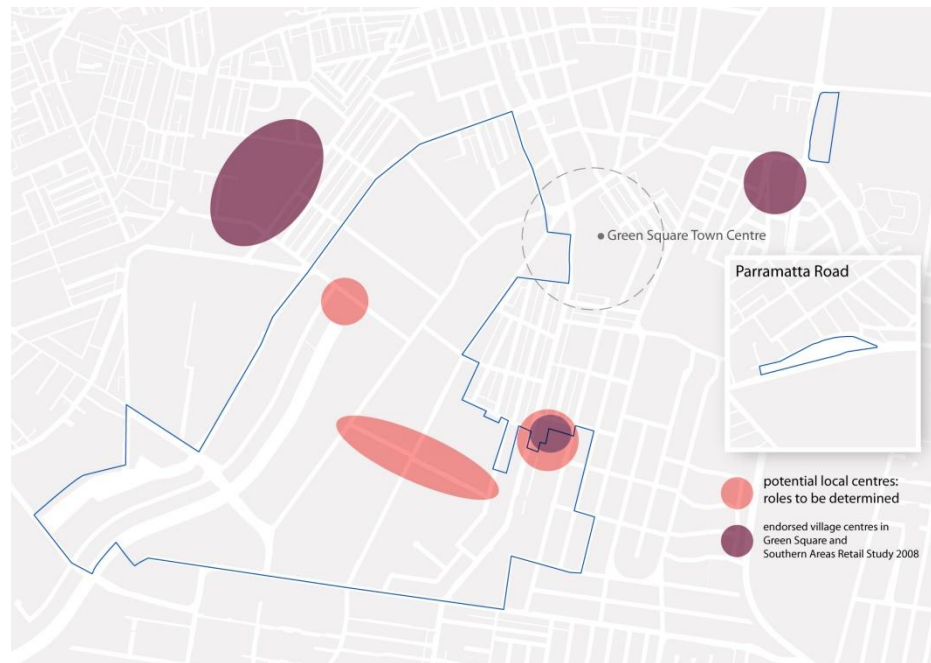 Green Square Town Centre
Parramatta Road
potential local centres:
roles to be determined
endorsed village centres in
Green Square and
Southern Areas Retail Study 2008